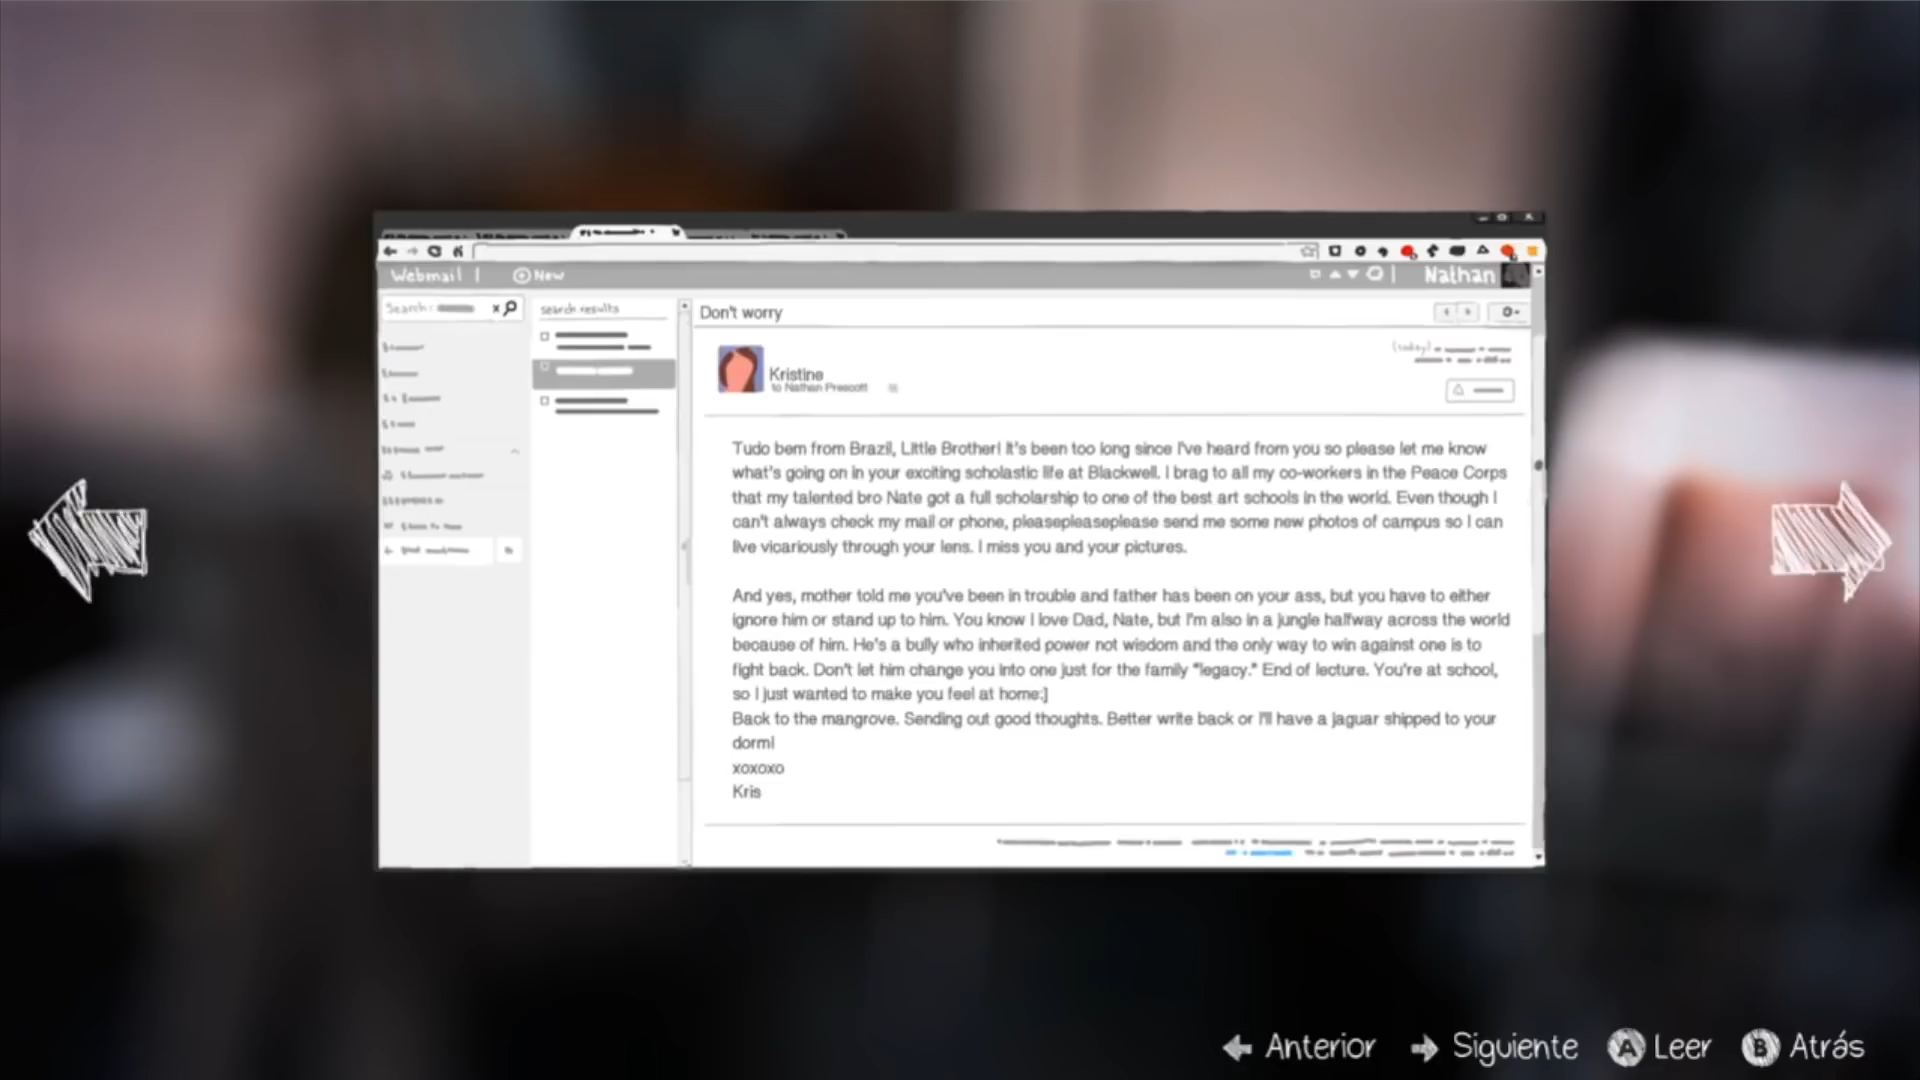 Webmail | New
Nathan
Search:
search results
Don't worry
(today)
Kristine
to Nathan Prescott
Tudo bem from Brazil, Little Brother! It's been too long since I've heard from you so please let me know
what's going on in your exciting scholastic life at Blackwell. I brag to all my co-workers in the Peace Corps
that my talented bro Nate got a full scholarship to one of the best art schools in the world. Even though I
can't always check my mail or phone, pleasepleaseplease send me some new photos of campus so I can
live vicariously through your lens. I miss you and your pictures.
And yes, mother told me you've been in trouble and father has been on your ass, but you have to either
ignore him or stand up to him. You know I love Dad, Nate, but I'm also in a jungle halfway across the world
because of him. He's a bully who inherited power not wisdom and the only way to win against one is to
fight back. Don't let him change you into one just for the family "legacy." End of lecture. You're at school,
so I just wanted to make you feel at home:]
Back to the mangrove. Sending out good thoughts. Better write back or I'll have a jaguar shipped to your
dorm!
xoxoxo
Kris
Anterior Siguiente A Leer B Atrás